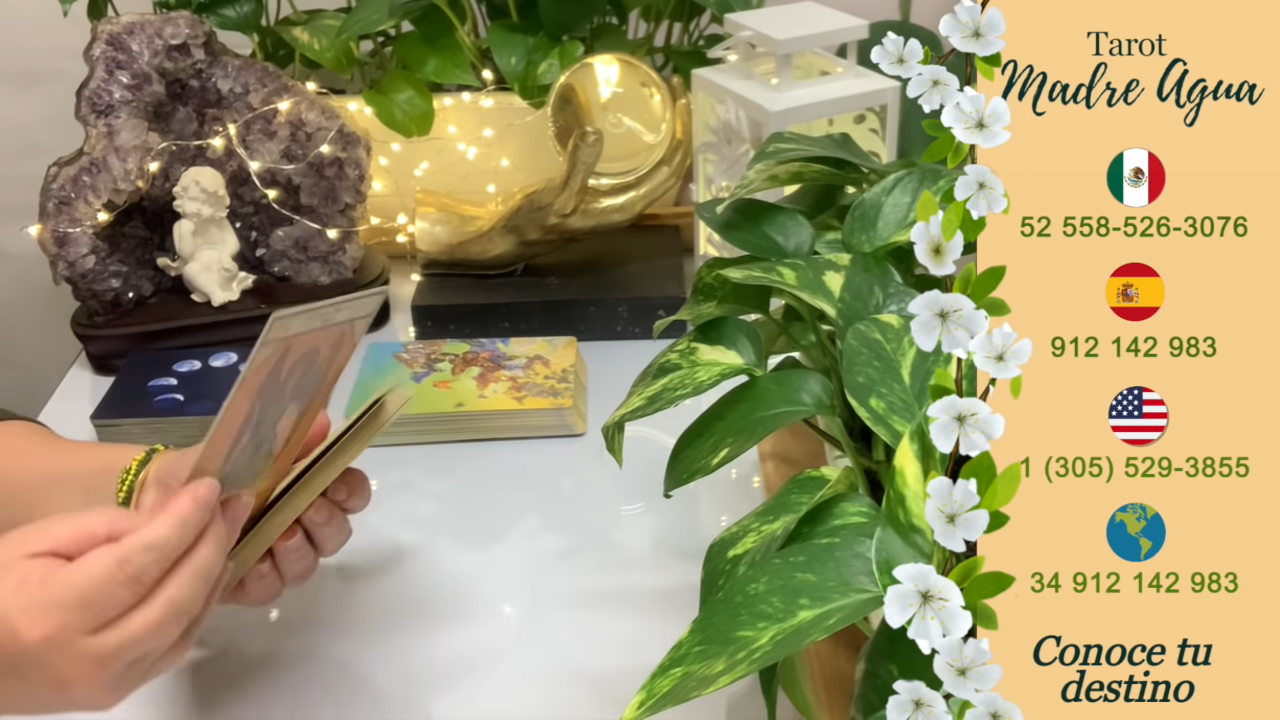 Tarot
Madre Agua
52 558-526-3076
912 142 983
1 (305) 529-3855
34 912 142 983
Conoce tu
destino